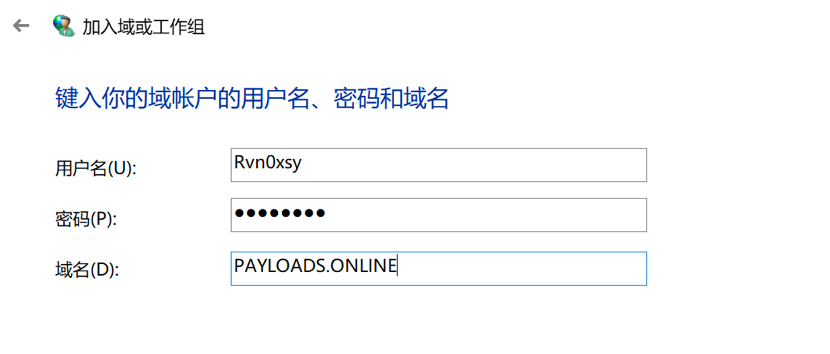 加入域或工作组
键入你的域帐户的用户名、密码和域名
用户名(U): Rvn0xsy
密码(P): ●●●●●●●●
域名(D): PAYLOADS.ONLINE